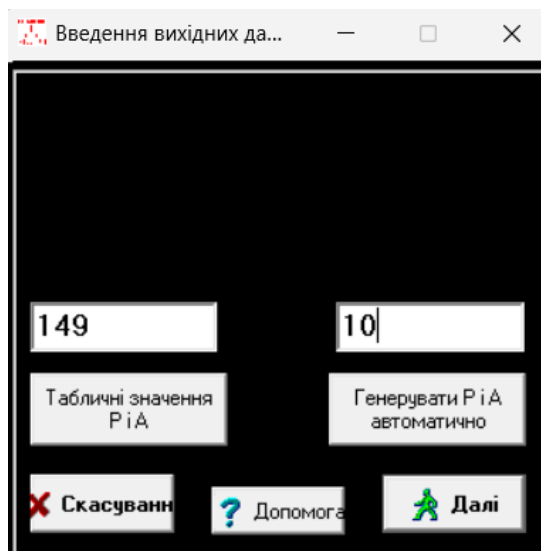 Введення вихідних да...
149
10
Табличні значення
Р і А
Генерувати Р і А
автоматично
Скасуванн
Допомога
Далі